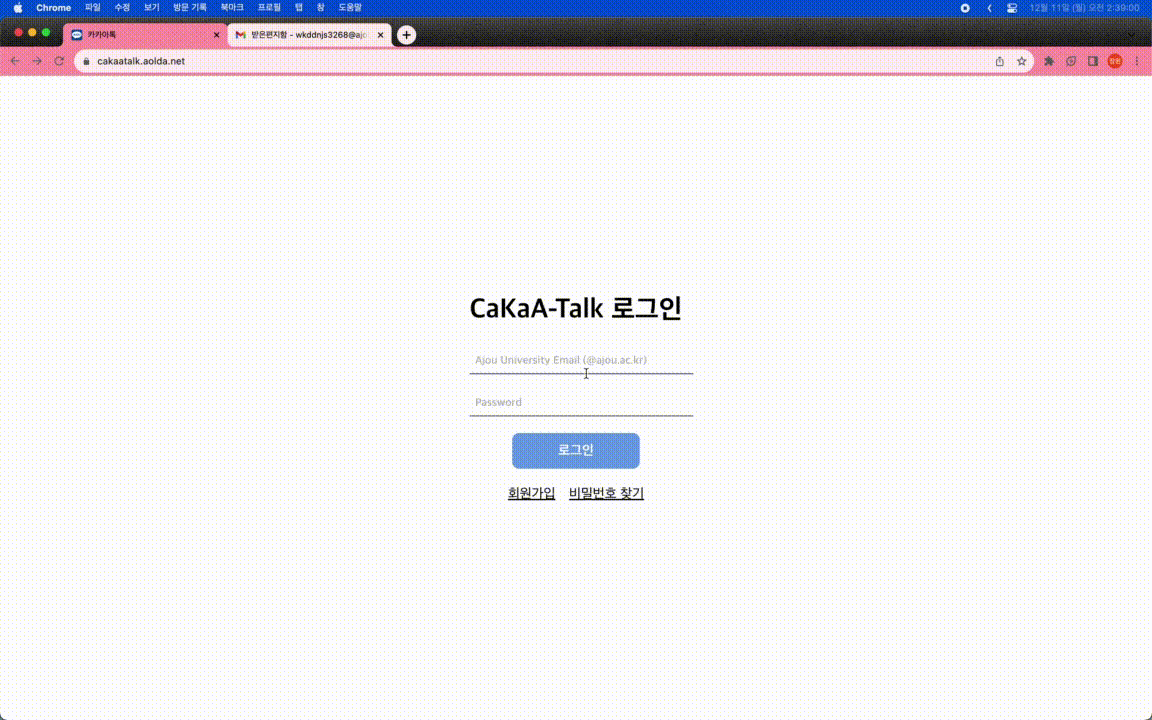 Chrome 파일 수정 보기 방문 기록 북마크 프로필 탭 창 도움말 12월 11일 (월) 오전 2:39:00
카카아톡 받은편지함 - wkddnjs3268@ajo
cakaatalk.aolda.net
CaKaA-Talk 로그인
Ajou University Email (@ajou.ac.kr)
Password
로그인
회원가입 비밀번호 찾기